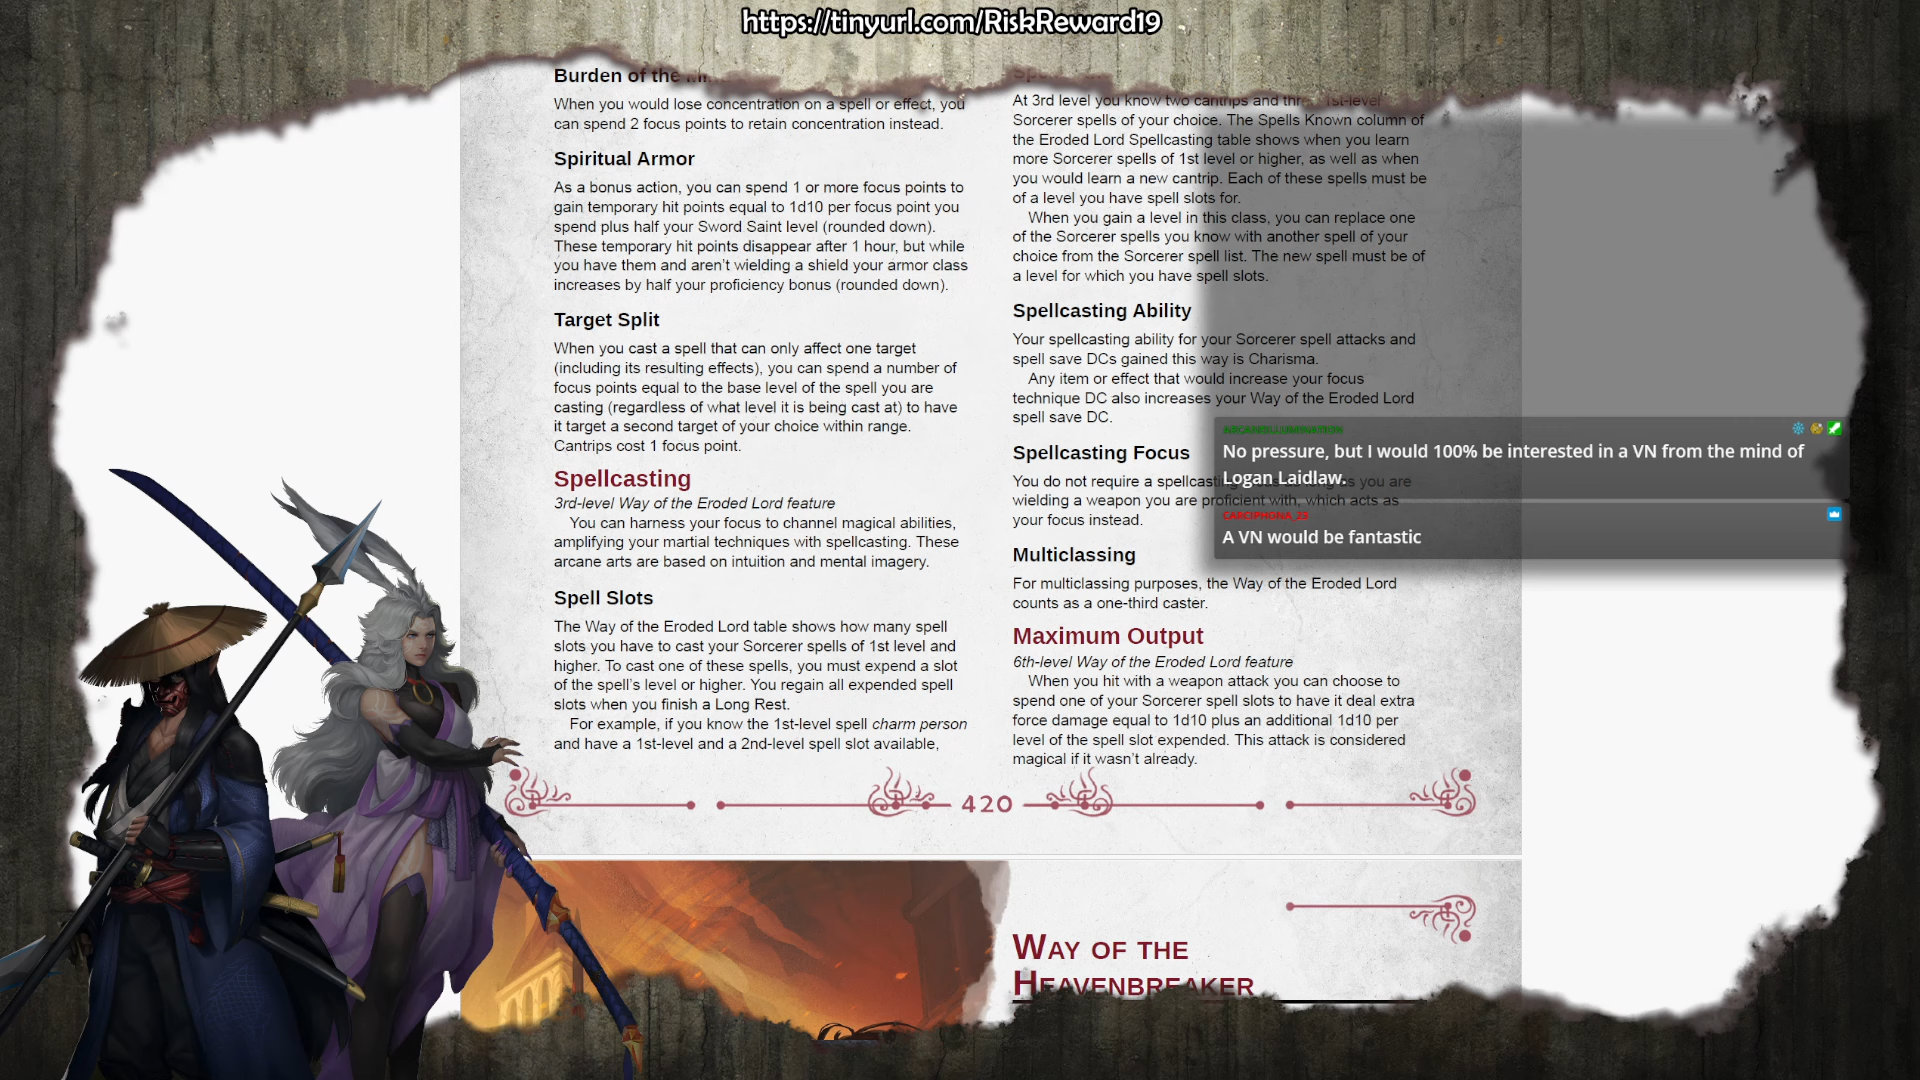 https://tinyurl.com/RiskReward19
Burden of the
When you would lose concentration on a spell or effect, you
can spend 2 focus points to retain concentration instead.
Spiritual Armor
As a bonus action, you can spend 1 or more focus points to
gain temporary hit points equal to 1d10 per focus point you
spend plus half your Sword Saint level (rounded down).
These temporary hit points disappear after 1 hour, but while
you have them and aren't wielding a shield your armor class
increases by half your proficiency bonus (rounded down).
Target Split
When you cast a spell that can only affect one target
(including its resulting effects), you can spend a number of
focus points equal to the base level of the spell you are
casting (regardless of what level it is being cast at) to have
it target a second target of your choice within range.
Cantrips cost 1 focus point.
Spellcasting
3rd-level Way of the Eroded Lord feature
You can harness your focus to channel magical abilities,
amplifying your martial techniques with spellcasting. These
arcane arts are based on intuition and mental imagery.
Spell Slots
The Way of the Eroded Lord table shows how many spell
slots you have to cast your Sorcerer spells of 1st level and
higher. To cast one of these spells, you must expend a slot
of the spell's level or higher. You regain all expended spell
slots when you finish a Long Rest.
For example, if you know the 1st-level spell charm person
and have a 1st-level and a 2nd-level spell slot available,
At 3rd level you know two cantrips and three 1st-level
Sorcerer spells of your choice. The Spells Known column of
the Eroded Lord Spellcasting table shows when you learn
more Sorcerer spells of 1st level or higher, as well as when
you would learn a new cantrip. Each of these spells must be
of a level you have spell slots for.
When you gain a level in this class, you can replace one
of the Sorcerer spells you know with another spell of your
choice from the Sorcerer spell list. The new spell must be of
a level for which you have spell slots.
Spellcasting Ability
Your spellcasting ability for your Sorcerer spell attacks and
spell save DCs gained this way is Charisma.
Any item or effect that would increase your focus
technique DC also increases your Way of the Eroded Lord
spell save DC.
Spellcasting Focus
You do not require a spellcasting focus as long as you are
wielding a weapon you are proficient with, which acts as
your focus instead.
Multiclassing
For multiclassing purposes, the Way of the Eroded Lord
counts as a one-third caster.
Maximum Output
6th-level Way of the Eroded Lord feature
When you hit with a weapon attack you can choose to
spend one of your Sorcerer spell slots to have it deal extra
force damage equal to 1d10 plus an additional 1d10 per
level of the spell slot expended. This attack is considered
magical if it wasn't already.
420
WAY OF THE
HEAVENBREAKER
ARCANEILLUMINATION
No pressure, but I would 100% be interested in a VN from the mind of
Logan Laidlaw.
CARCIPHONA_23
A VN would be fantastic